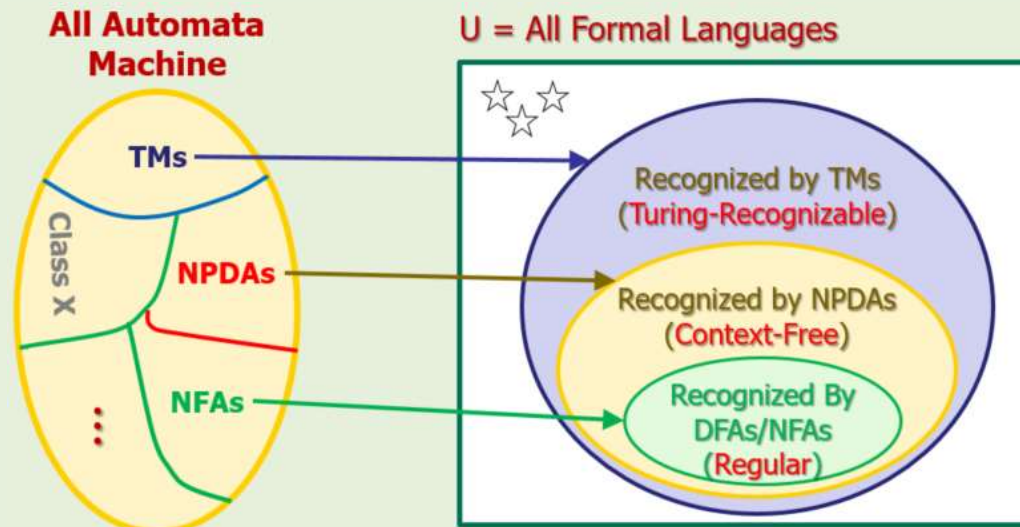 All Automata
Machine
TMs
Class X
NPDAs
NFAs
...
U = All Formal Languages
Recognized by TMs
(Turing-Recognizable)
Recognized by NPDAs
(Context-Free)
Recognized By
DFAs/NFAs
(Regular)